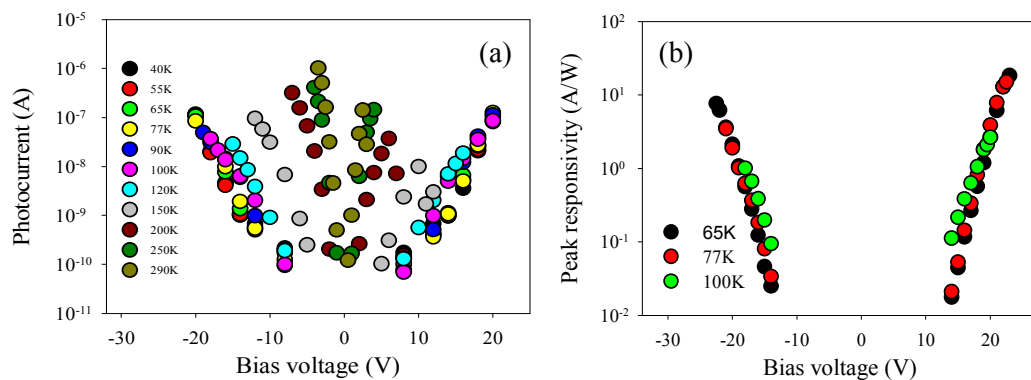 (a)
Photocurrent (A)
10-5
10-6
10-7
10-8
10-9
10-10
10-11
40K
55K
65K
77K
90K
100K
120K
150K
200K
250K
290K
-30 -20 -10 0 10 20
Bias voltage (V)
(b)
Peak responsivity (A/W)
10²
10¹
10⁰
10-1
10-2
65K
77K
100K
-30 -20 -10 0 10 20
Bias voltage (V)